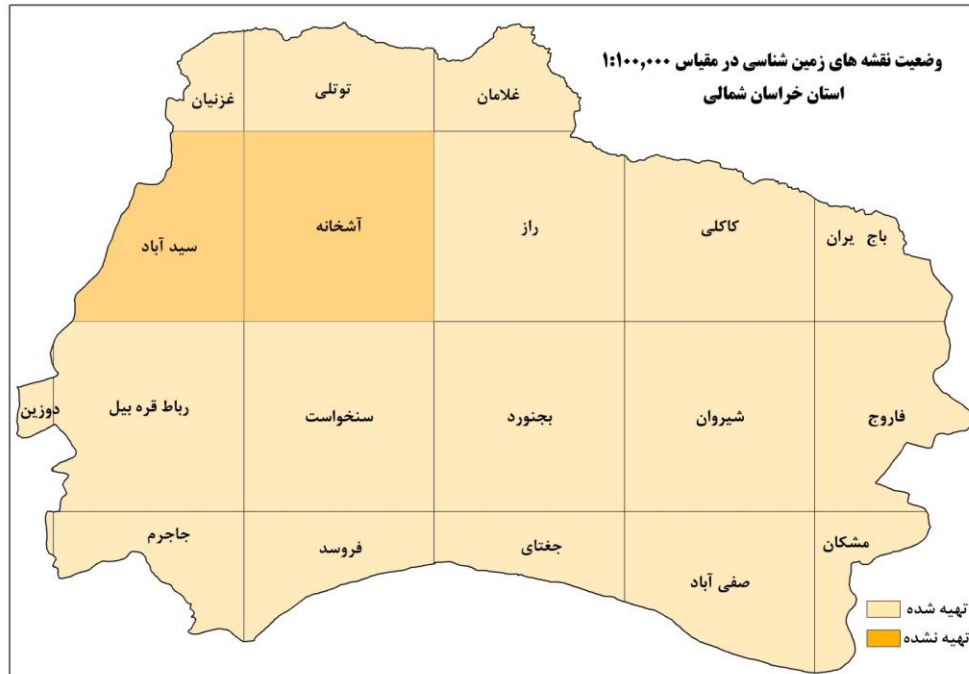 وضعیت نقشه های زمین شناسی در مقیاس ۱:۱۰۰,۰۰۰
استان خراسان شمالی
غلامان
توتلی
غزنیان
باج یران
کاکلی
راز
آشخانه
سید آباد
فاروج
شیروان
بجنورد
سنخواست
رباط قره بیل
دوزین
مشکان
صفی آباد
جغتای
فروسد
جاجرم
تهیه شده
تهیه نشده